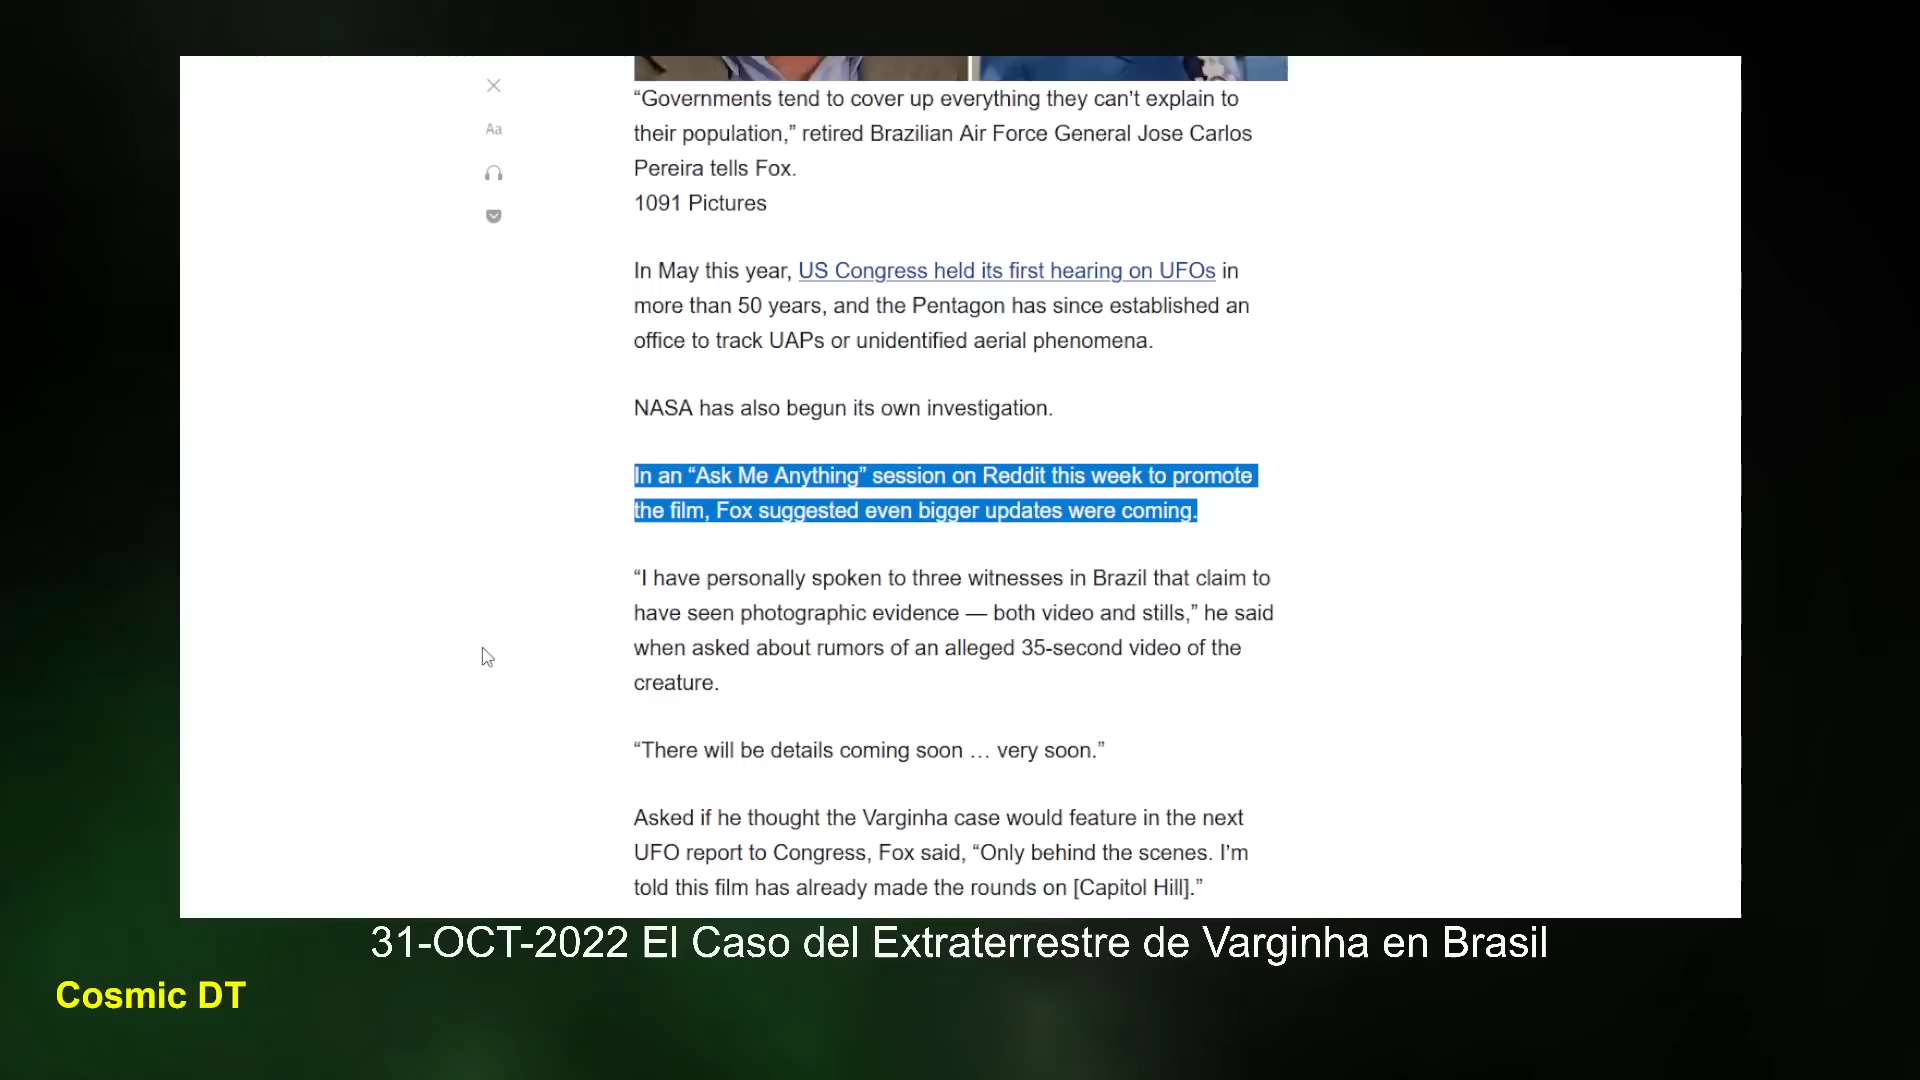 “Governments tend to cover up everything they can’t explain to
their population,” retired Brazilian Air Force General Jose Carlos
Pereira tells Fox.
1091 Pictures
In May this year, US Congress held its first hearing on UFOs in
more than 50 years, and the Pentagon has since established an
office to track UAPs or unidentified aerial phenomena.
NASA has also begun its own investigation.
In an “Ask Me Anything” session on Reddit this week to promote
the film, Fox suggested even bigger updates were coming.
“I have personally spoken to three witnesses in Brazil that claim to
have seen photographic evidence — both video and stills,” he said
when asked about rumors of an alleged 35-second video of the
creature.
“There will be details coming soon … very soon.”
Asked if he thought the Varginha case would feature in the next
UFO report to Congress, Fox said, “Only behind the scenes. I’m
told this film has already made the rounds on [Capitol Hill].”
Aa
31-OCT-2022 El Caso del Extraterrestre de Varginha en Brasil
Cosmic DT